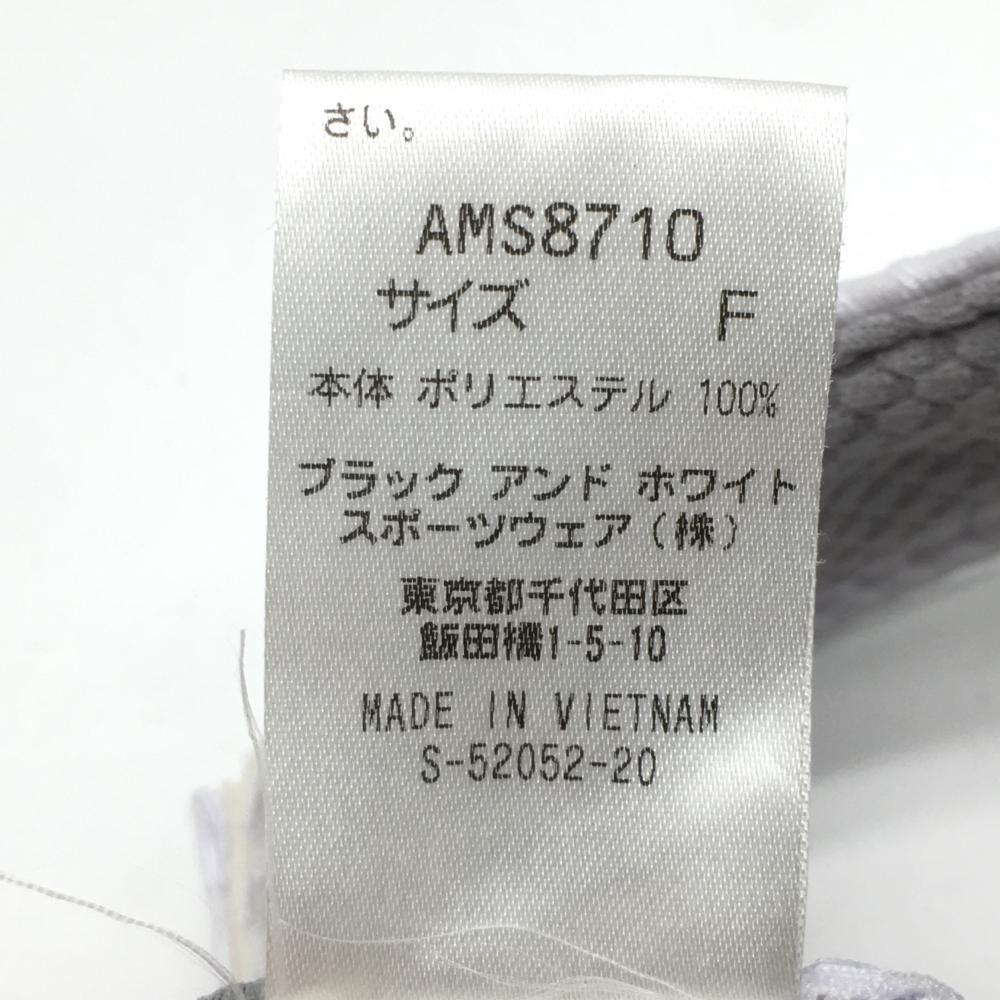 さい。
AMS8710
サイズ F
本体 ポリエステル 100%
ブラック アンド ホワイト
スポーツウェア(株)
東京都千代田区
飯田橋1-5-10
MADE IN VIETNAM
S-52052-20